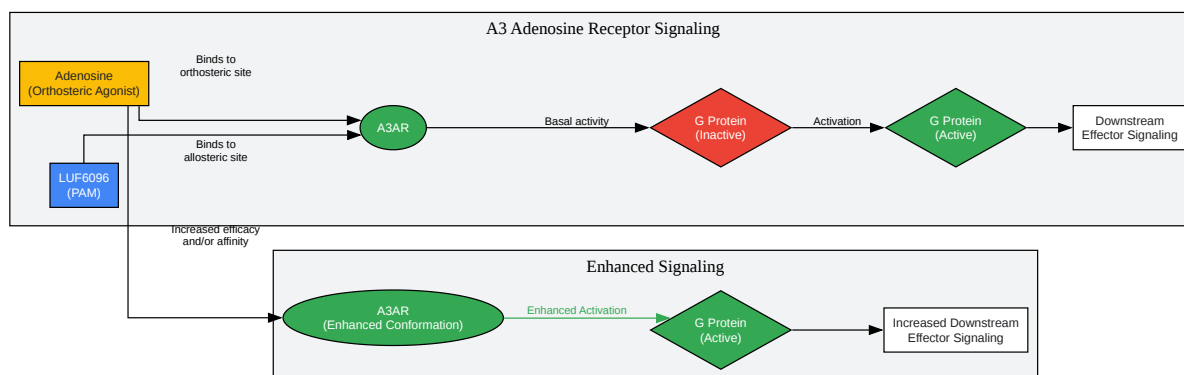 A3 Adenosine Receptor Signaling
Adenosine
(Orthosteric Agonist)
Binds to
orthosteric site
A3AR
Basal activity
G Protein
(Inactive)
Activation
G Protein
(Active)
Downstream
Effector Signaling
Binds to
allosteric site
LUF6096
(PAM)
Increased efficacy
and/or affinity
Enhanced Signaling
A3AR
(Enhanced Conformation)
Enhanced Activation
G Protein
(Active)
Increased Downstream
Effector Signaling